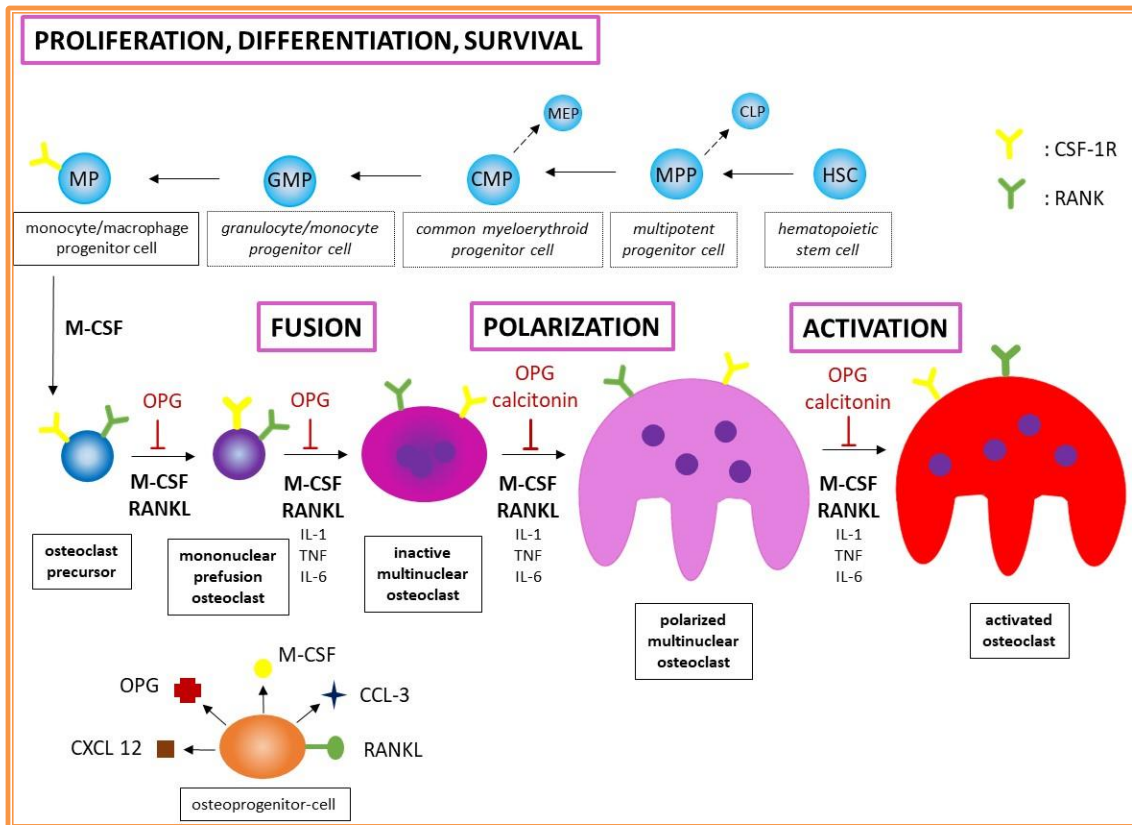 PROLIFERATION, DIFFERENTIATION, SURVIVAL
MEP
CLP
MP
GMP
CMP
MPP
HSC
: CSF-1R
: RANK
monocyte/macrophage
progenitor cell
granulocyte/monocyte
progenitor cell
common myeloerythroid
progenitor cell
multipotent
progenitor cell
hematopoietic
stem cell
M-CSF
FUSION
POLARIZATION
ACTIVATION
OPG
M-CSF
RANKL
OPG
M-CSF
RANKL
IL-1
TNF
IL-6
OPG
calcitonin
M-CSF
RANKL
IL-1
TNF
IL-6
OPG
calcitonin
M-CSF
RANKL
IL-1
TNF
IL-6
osteoclast
precursor
mononuclear
prefusion
osteoclast
inactive
multinuclear
osteoclast
polarized
multinuclear
osteoclast
activated
osteoclast
M-CSF
OPG
CCL-3
CXCL 12
RANKL
osteoprogenitor-cell